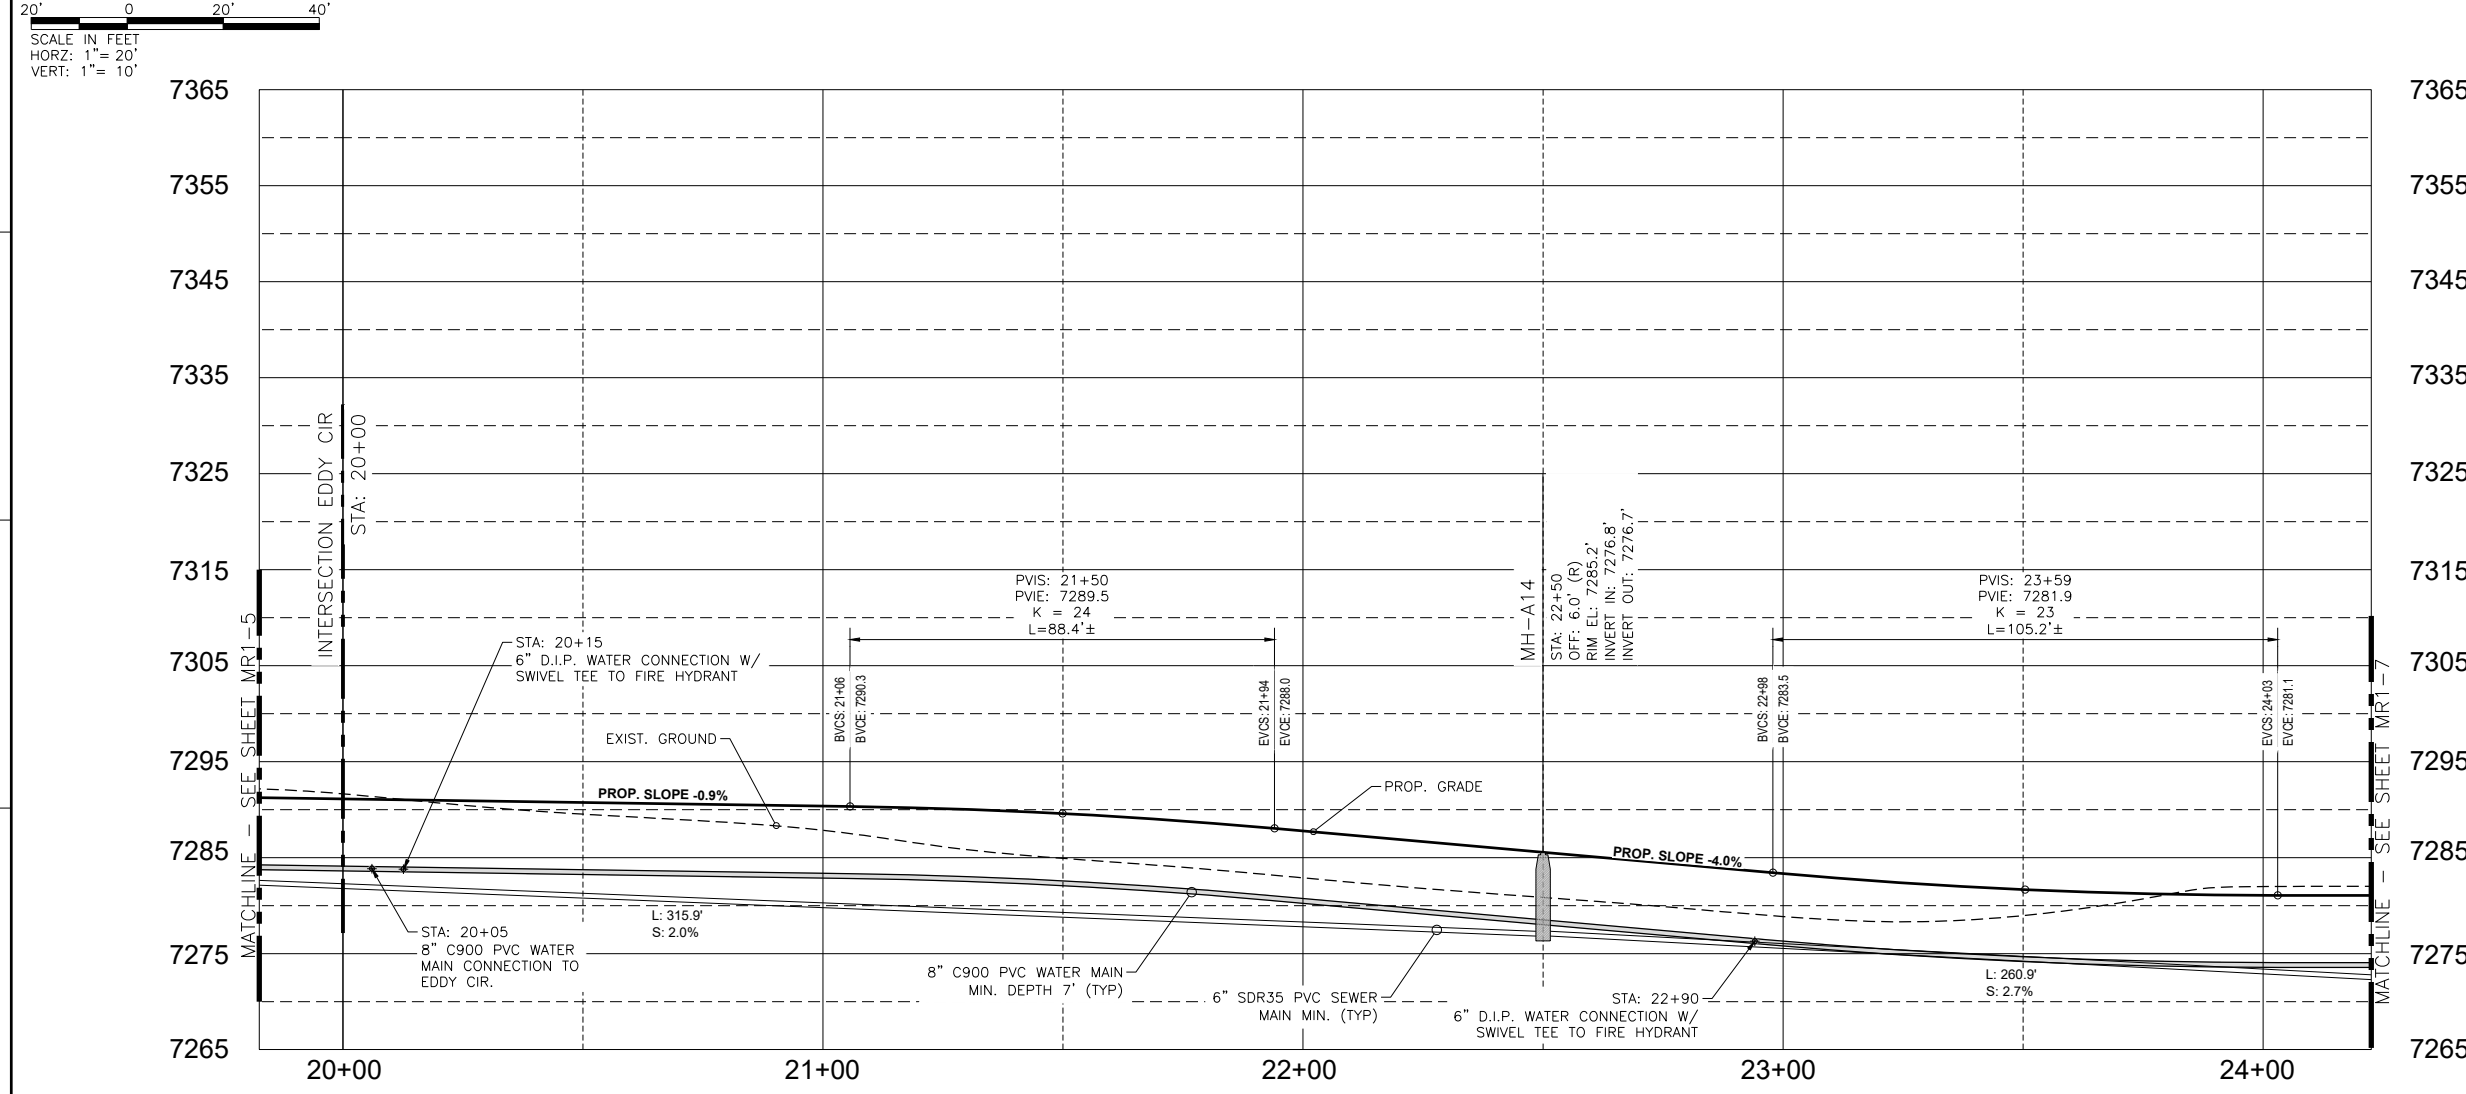 20' 0 20' 40'
SCALE IN FEET
HORZ: 1"= 20'
VERT: 1"= 10'
7365
7355
7345
7335
7325
7315
7305
7295
7285
7275
7265
MATCHLINE - SEE SHEET MR1-5
INTERSECTION EDDY CIR
STA: 20+00
STA: 20+15
6" D.I.P. WATER CONNECTION W/
SWIVEL TEE TO FIRE HYDRANT
EXIST. GROUND
PROP. SLOPE -0.9%
STA: 20+05
8" C900 PVC WATER
MAIN CONNECTION TO
EDDY CIR.
L: 315.9'
S: 2.0%
BVCS: 21+06
BVCE: 7290.3
PVIS: 21+50
PVIE: 7289.5
K = 24
L=88.4'±
EVCS: 21+94
EVCE: 7288.0
PROP. GRADE
8" C900 PVC WATER MAIN
MIN. DEPTH 7' (TYP)
6" SDR35 PVC SEWER
MAIN MIN. (TYP)
MH-A14
STA: 22+50
OFF: 6.0' (R)
RIM EL: 7285.2'
INVERT IN: 7276.8'
INVERT OUT: 7276.7'
PROP. SLOPE -4.0%
STA: 22+90
6" D.I.P. WATER CONNECTION W/
SWIVEL TEE TO FIRE HYDRANT
BVCS: 22+98
BVCE: 7283.5
PVIS: 23+59
PVIE: 7281.9
K = 23
L=105.2'±
EVCS: 24+03
EVCE: 7281.1
L: 260.9'
S: 2.7%
MATCHLINE - SEE SHEET MR1-7
7365
7355
7345
7335
7325
7315
7305
7295
7285
7275
7265
20+00 21+00 22+00 23+00 24+00